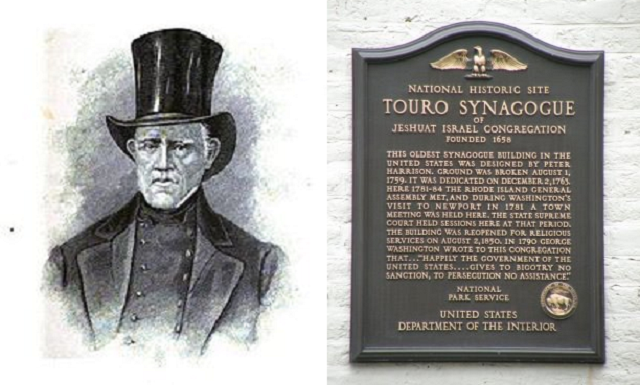 NATIONAL HISTORIC SITE
TOURO SYNAGOGUE
OF
JESHUAT ISRAEL CONGREGATION
FOUNDED 1658
THIS OLDEST SYNAGOGUE BUILDING IN THE
UNITED STATES WAS DESIGNED BY PETER
HARRISON. GROUND WAS BROKEN AUGUST 1,
1759. IT WAS DEDICATED ON DECEMBER 2, 1763.
HERE 1781-84 THE RHODE ISLAND GENERAL
ASSEMBLY MET, AND DURING WASHINGTON'S
VISIT TO NEWPORT IN 1781 A TOWN
MEETING WAS HELD HERE. THE STATE SUPREME
COURT HELD SESSIONS HERE AT THAT PERIOD.
THE BUILDING WAS REOPENED FOR RELIGIOUS
SERVICES ON AUGUST 2, 1850. IN 1790 GEORGE
WASHINGTON WROTE TO THIS CONGREGATION
THAT..."HAPPILY THE GOVERNMENT OF THE
UNITED STATES....GIVES TO BIGOTRY NO
SANCTION, TO PERSECUTION NO ASSISTANCE."
NATIONAL
PARK SERVICE
UNITED STATES
DEPARTMENT OF THE INTERIOR